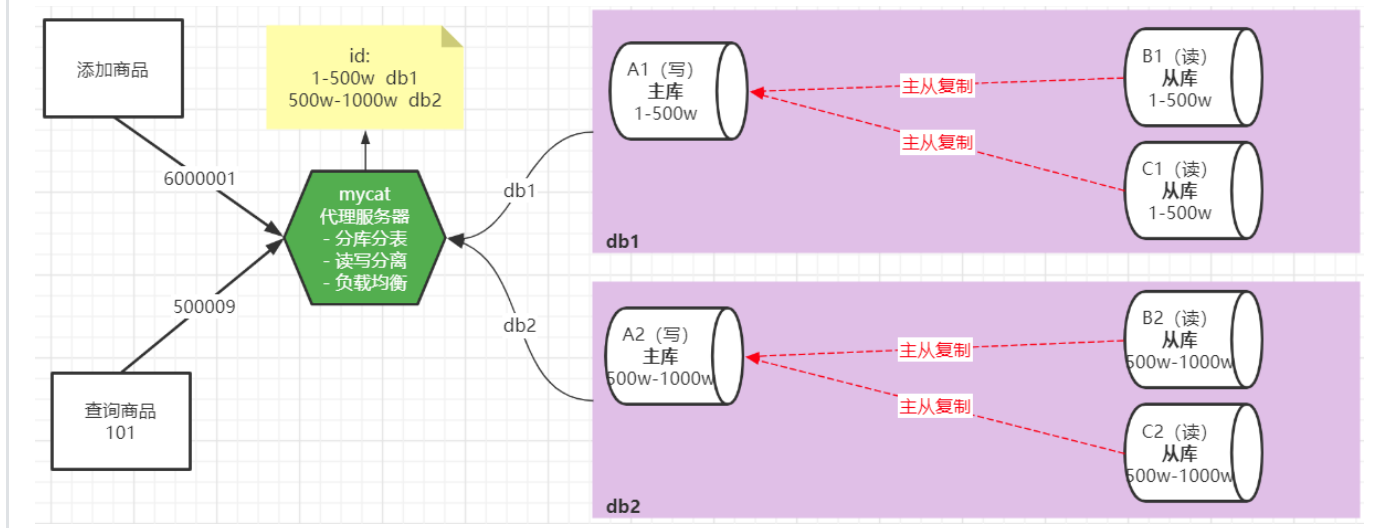 添加商品
id:
1-500w db1
500w-1000w db2
6000001
mycat
代理服务器
- 分库分表
- 读写分离
- 负载均衡
500009
查询商品
101
db1
db2
A1（写）
主库
1-500w
主从复制
主从复制
B1（读）
从库
1-500w
C1（读）
从库
1-500w
db1
A2（写）
主库
500w-1000w
主从复制
主从复制
B2（读）
从库
500w-1000w
C2（读）
从库
500w-1000w
db2